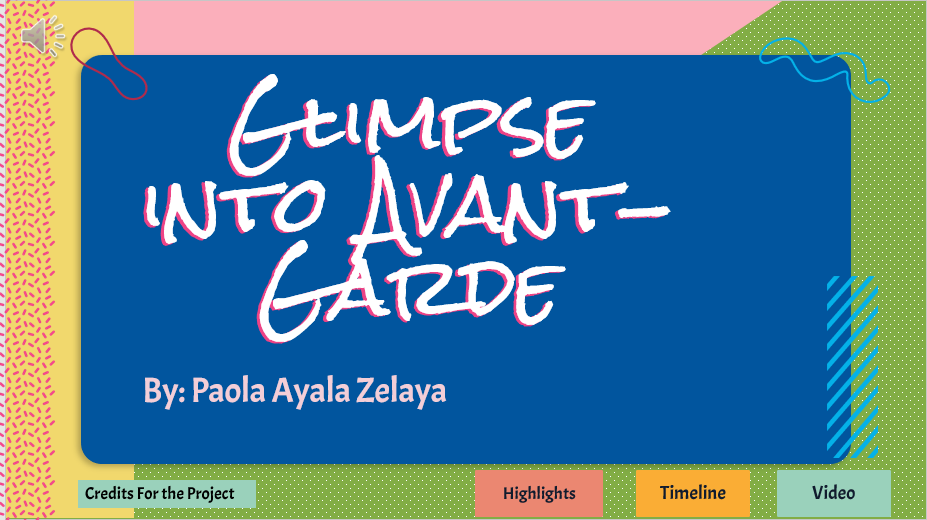 Glimpse
into Avant-
Garde
By: Paola Ayala Zelaya
Credits For the Project
Highlights
Timeline
Video